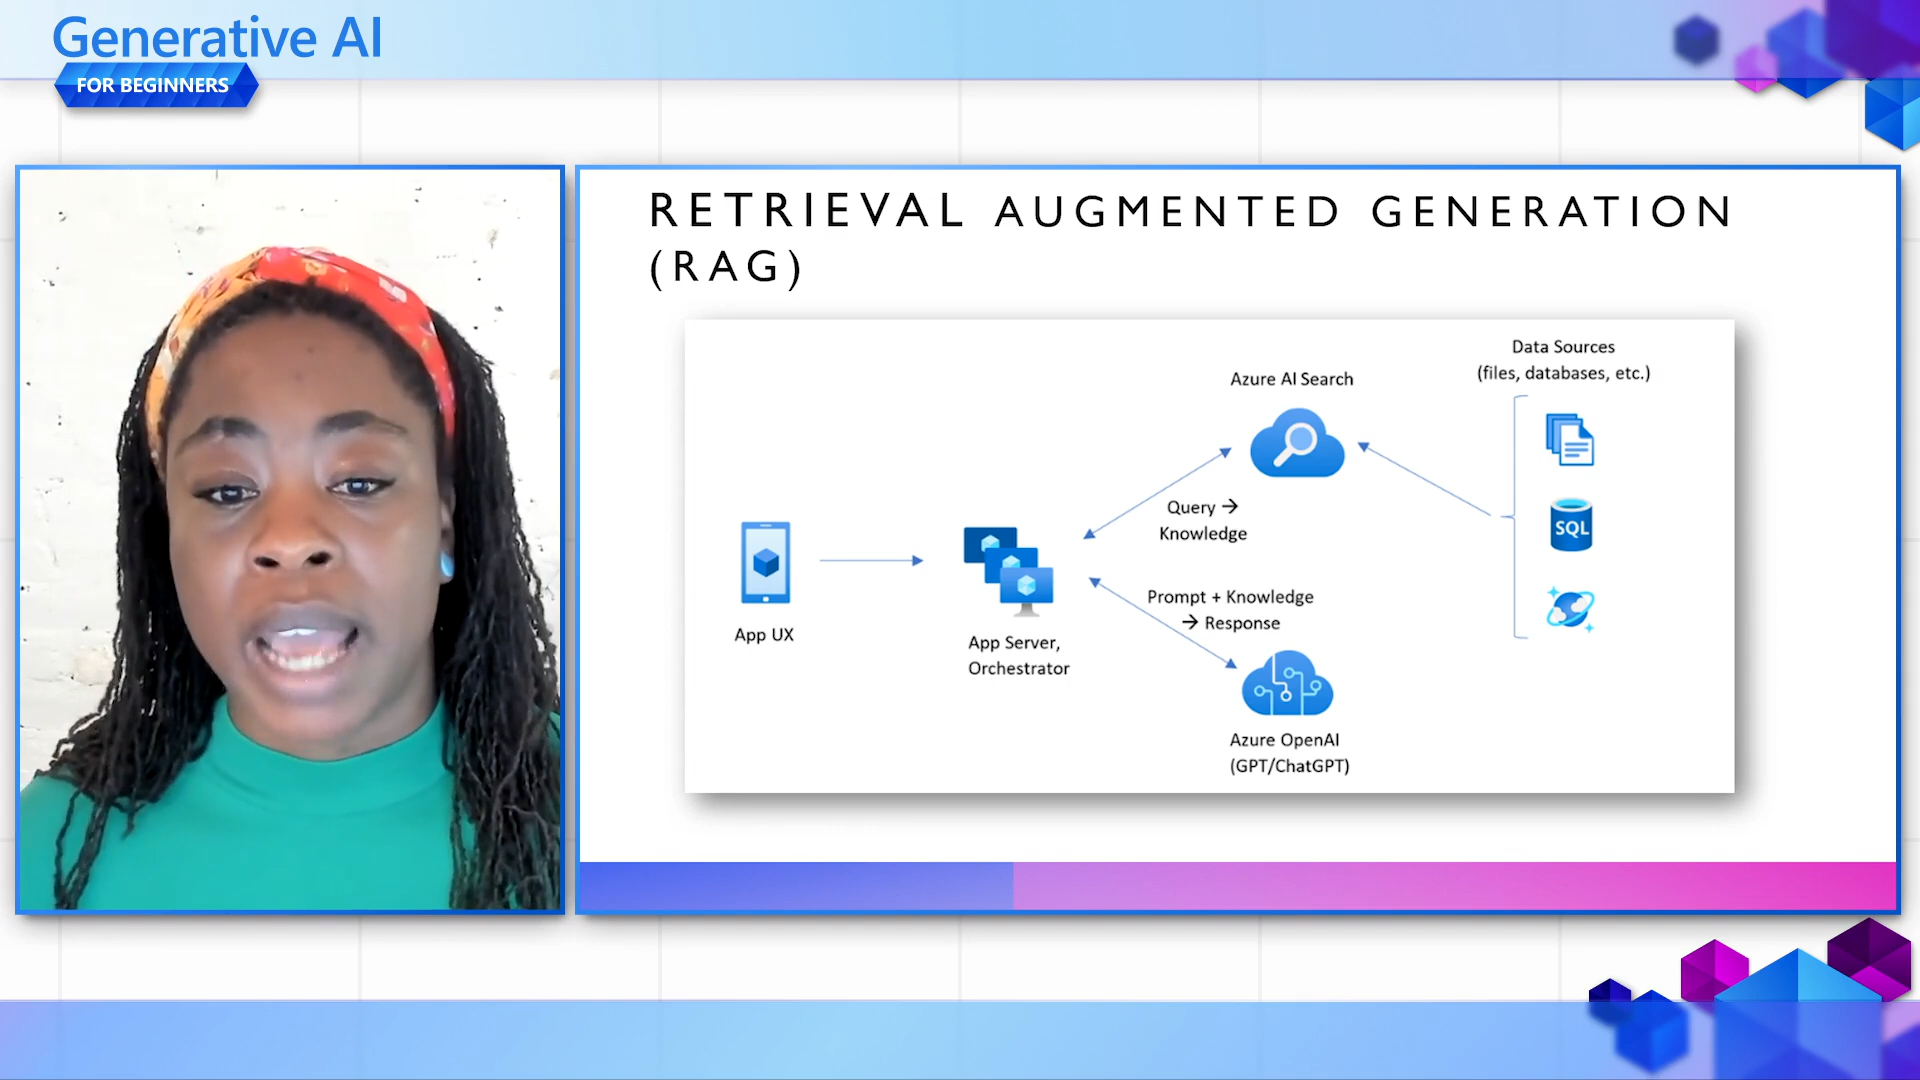 Generative AI
FOR BEGINNERS
RETRIEVAL AUGMENTED GENERATION
(RAG)
Data Sources
(files, databases, etc.)
Azure AI Search
Query →
Knowledge
SQL
Prompt + Knowledge
→ Response
App UX
App Server,
Orchestrator
Azure OpenAI
(GPT/ChatGPT)